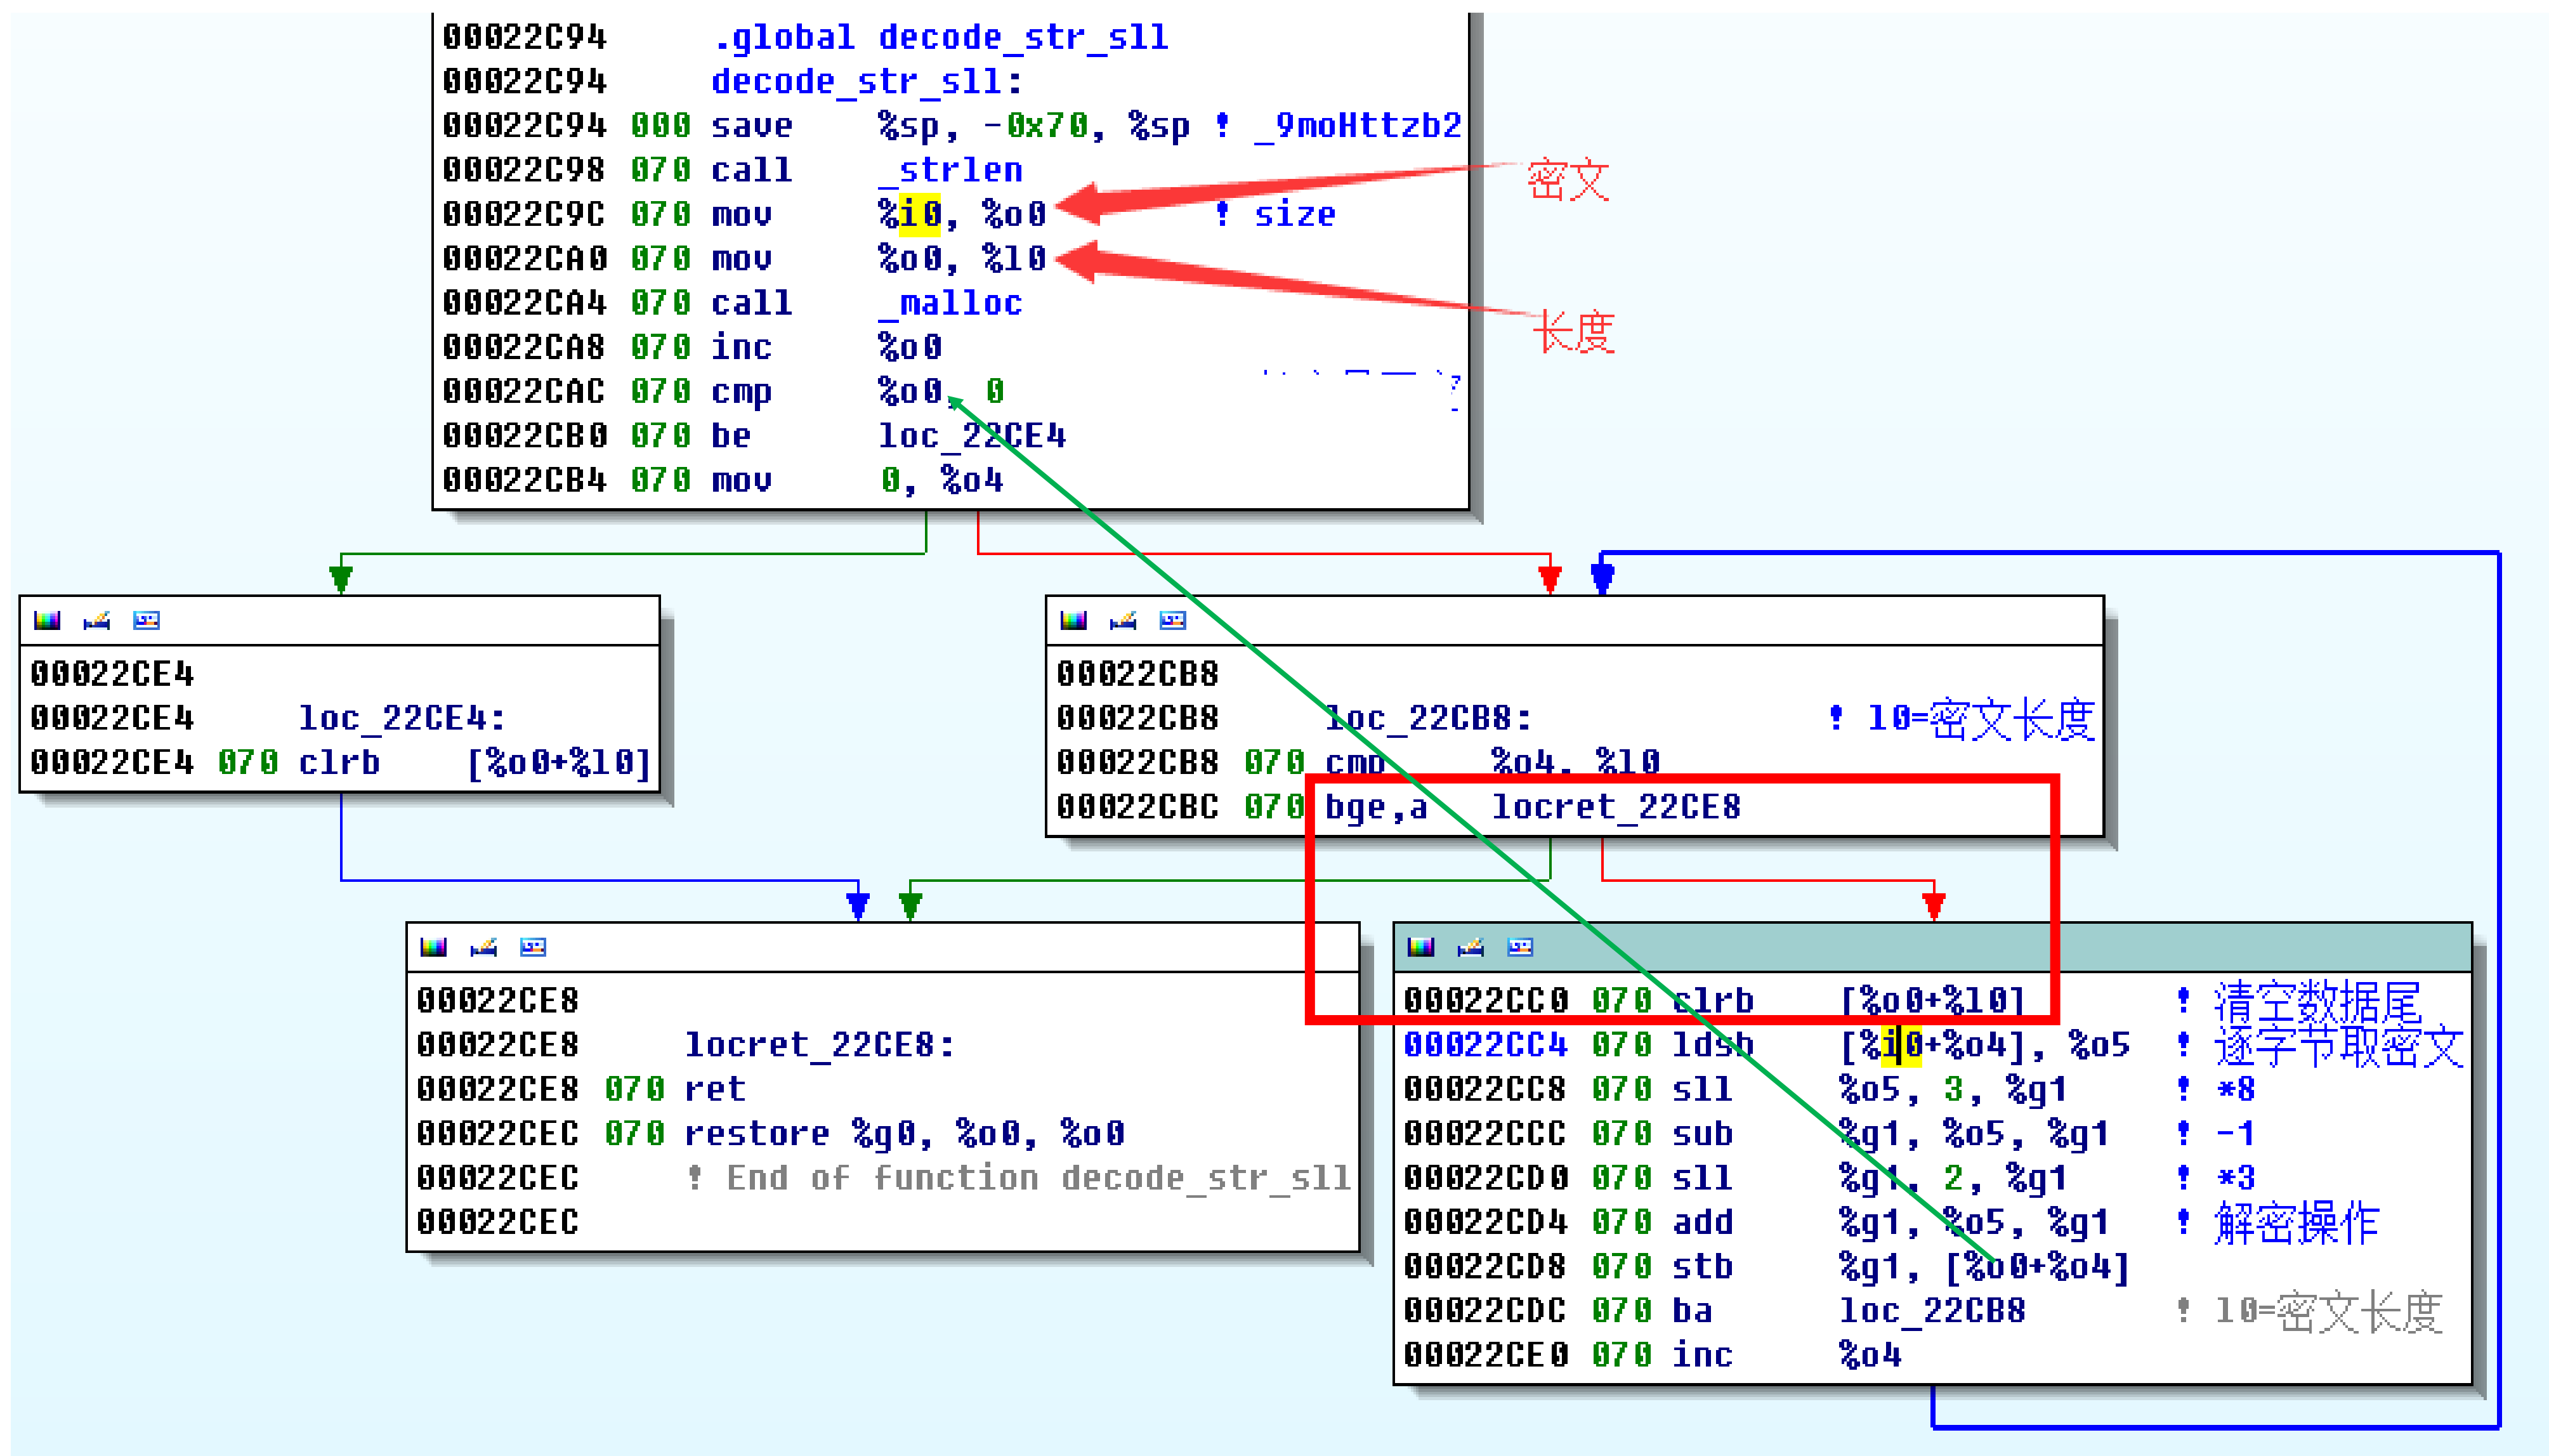 00022C94 .global decode_str_sll
00022C94 decode_str_sll:
00022C94 000 save %sp, -0x70, %sp ! _9moHttzb2
00022C98 070 call _strlen
密文
00022C9C 070 mov %i0, %o0 ! size
00022CA0 070 mov %o0, %l0
00022CA4 070 call _malloc
长度
00022CA8 070 inc %o0
00022CAC 070 cmp %o0, 0
00022CB0 070 be loc_22CE4
00022CB4 070 mov 0, %o4
00022CE4
00022CE4 loc_22CE4:
00022CE4 070 clrb [%o0+%l0]
00022CB8
00022CB8 loc_22CB8: ! l0=密文长度
00022CB8 070 cmp %o4, %l0
00022CBC 070 bge,a locret_22CE8
00022CE8
00022CE8 locret_22CE8:
00022CE8 070 ret
00022CEC 070 restore %g0, %o0, %o0
00022CEC ! End of function decode_str_sll
00022CEC
00022CC0 070 clrb [%o0+%l0] ! 清空数据尾
00022CC4 070 ldsb [%i0+%o4], %o5 ! 逐字节取密文
00022CC8 070 sll %o5, 3, %g1 ! *8
00022CCC 070 sub %g1, %o5, %g1 ! -1
00022CD0 070 sll %g1, 2, %g1 ! *3
00022CD4 070 add %g1, %o5, %g1 ! 解密操作
00022CD8 070 stb %g1, [%o0+%o4]
00022CDC 070 ba loc_22CB8 ! l0=密文长度
00022CE0 070 inc %o4